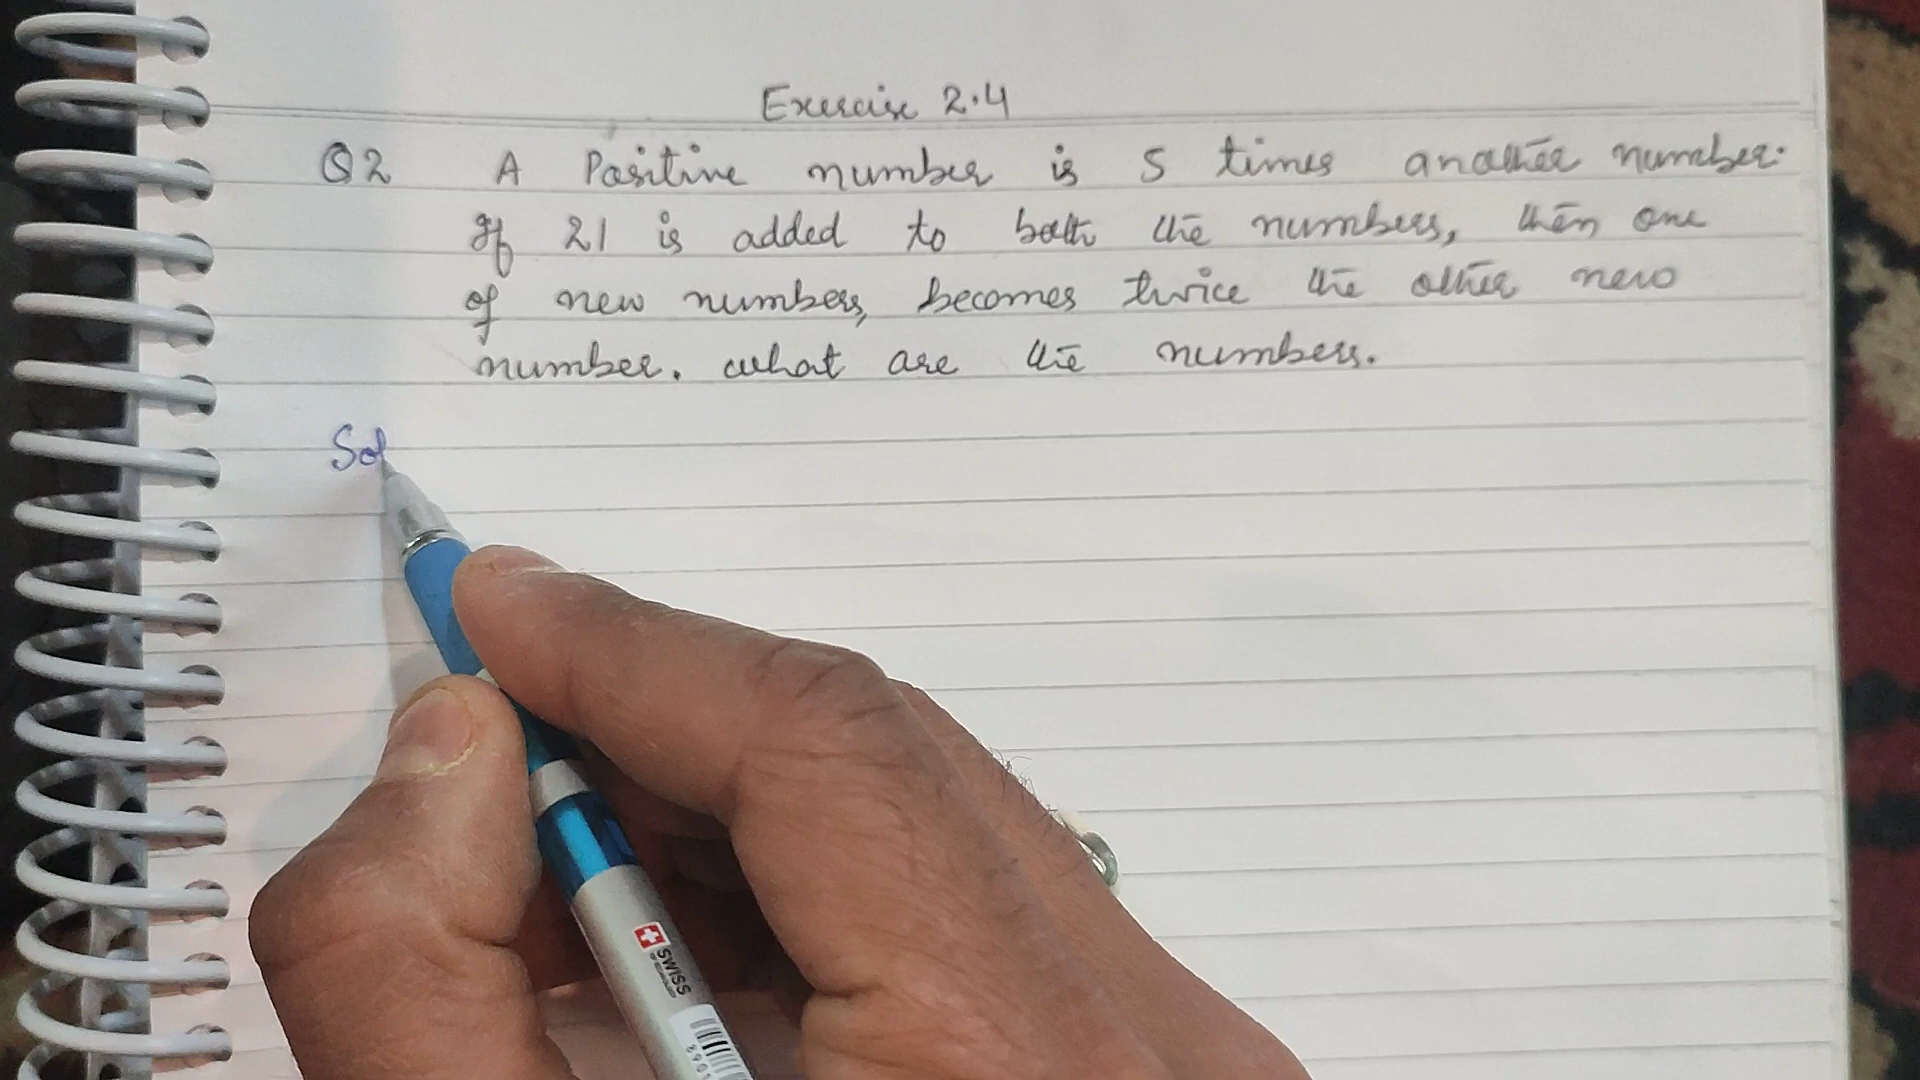 Exercise 2.4
Q2 A Positive number is 5 times another number.
If 21 is added to both the numbers, then one
of new numbers, becomes twice the other new
number. what are the numbers.
Sol
SWISS